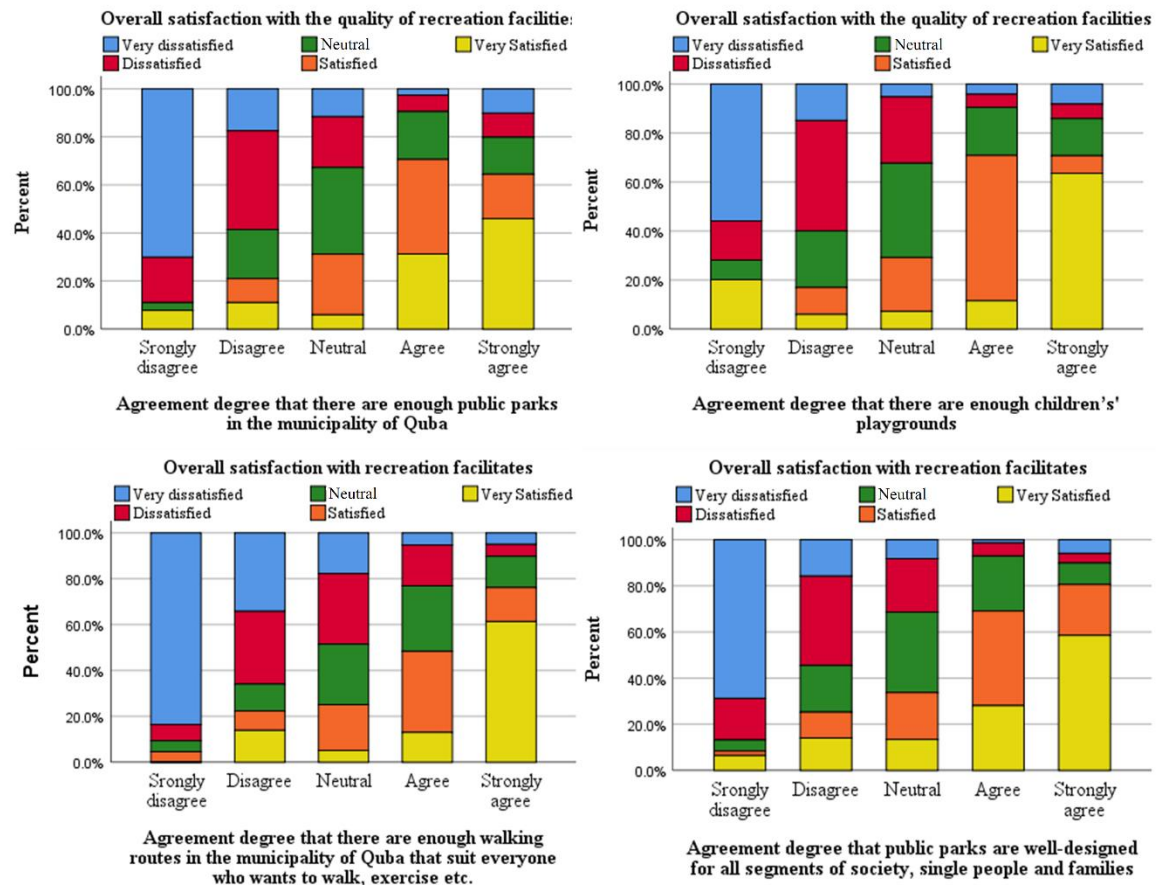 Overall satisfaction with the quality of recreation facilities
Very dissatisfied Neutral Very Satisfied
Dissatisfied Satisfied
100.0%
80.0%
60.0%
40.0%
20.0%
0.0%
Percent
Srongly disagree Disagree Neutral Agree Strongly agree
Agreement degree that there are enough public parks
in the municipality of Quba
Overall satisfaction with the quality of recreation facilities
Very dissatisfied Neutral Very Satisfied
Dissatisfied Satisfied
100.0%
80.0%
60.0%
40.0%
20.0%
0.0%
Percent
Srongly disagree Disagree Neutral Agree Strongly agree
Agreement degree that there are enough children's'
playgrounds
Overall satisfaction with recreation facilitates
Very dissatisfied Neutral Very Satisfied
Dissatisfied Satisfied
100.0%
80.0%
60.0%
40.0%
20.0%
0.0%
Percent
Srongly disagree Disagree Neutral Agree Strongly agree
Agreement degree that there are enough walking
routes in the municipality of Quba that suit everyone
who wants to walk, exercise etc.
Overall satisfaction with recreation facilitates
Very dissatisfied Neutral Very Satisfied
Dissatisfied Satisfied
100.0%
80.0%
60.0%
40.0%
20.0%
0.0%
Percent
Srongly disagree Disagree Neutral Agree Strongly agree
Agreement degree that public parks are well-designed
for all segments of society, single people and families